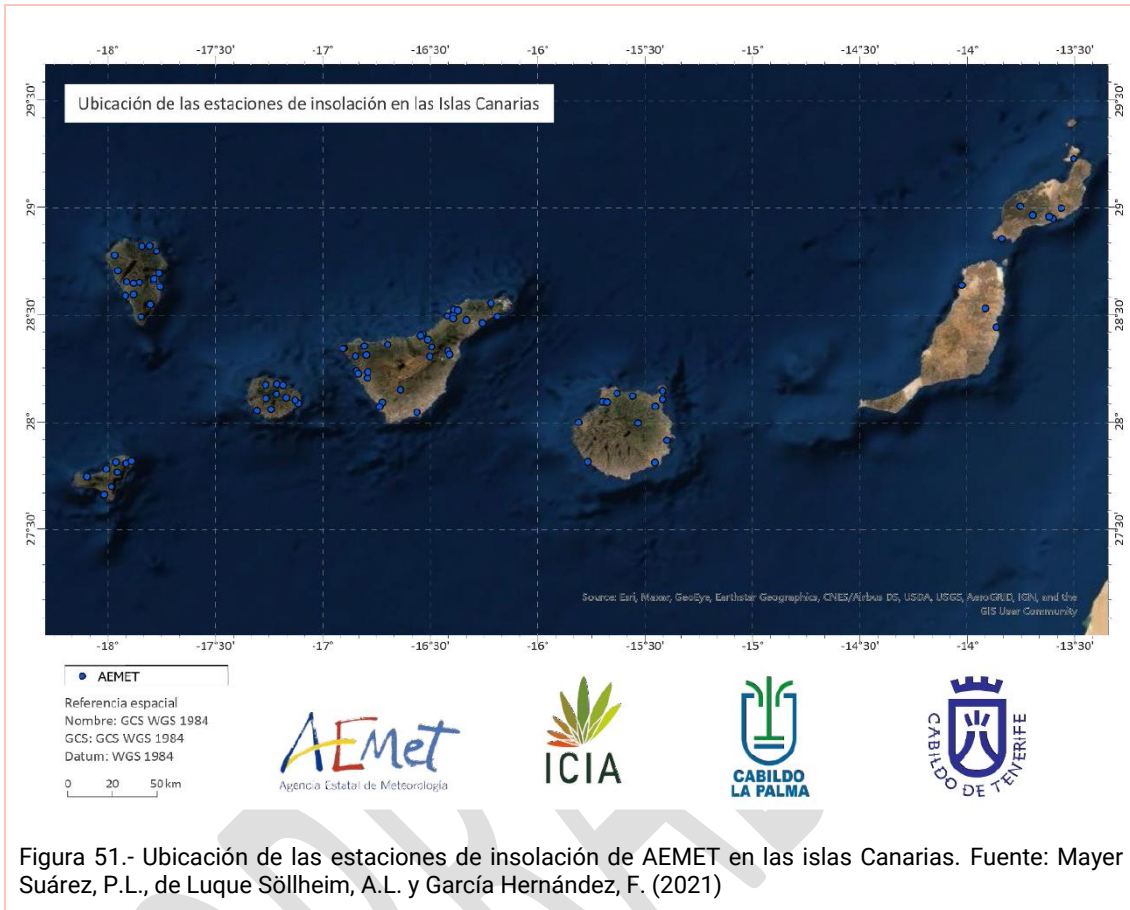 -18° -17°30' -17° -16°30' -16° -15°30' -15° -14°30' -14° -13°30'
Ubicación de las estaciones de insolación en las Islas Canarias
29°30' 29°30'
29° 29°
28°30' 28°30'
28° 28°
27°30' 27°30'
Source: Esri, Maxar, GeoEye, Earthstar Geographics, CNES/Airbus DS, USDA, USGS, AeroGRID, IGN, and the
GIS User Community
-18° -17°30' -17° -16°30' -16° -15°30' -15° -14°30' -14° -13°30'
AEMET
Referencia espacial
Nombre: GCS WGS 1984
GCS: GCS WGS 1984
Datum: WGS 1984
0 20 50 km
AEMet
Agencia Estatal de Meteorología
ICIA
CABILDO
LA PALMA
CABILDO DE TENERIFE
Figura 51.- Ubicación de las estaciones de insolación de AEMET en las islas Canarias. Fuente: Mayer
Suárez, P.L., de Luque Söllheim, A.L. y García Hernández, F. (2021)